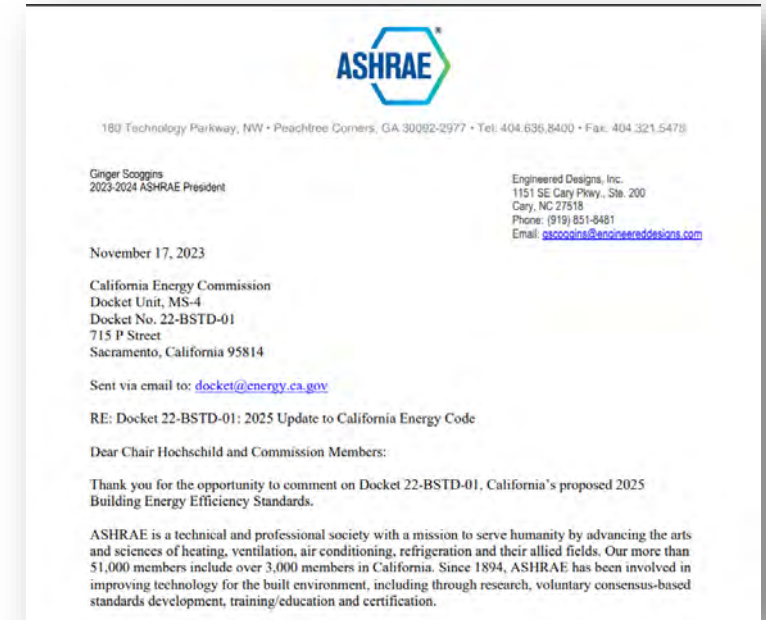 ASHRAE
180 Technology Parkway, NW • Peachtree Corners, GA 30092-2977 • Tel: 404.636.8400 • Fax: 404.321.5478
Ginger Scoggins
2023-2024 ASHRAE President
Engineered Designs, Inc.
1151 SE Cary Pkwy., Ste. 200
Cary, NC 27518
Phone: (919) 851-8481
Email: gscoggins@engineereddesigns.com
November 17, 2023
California Energy Commission
Docket Unit, MS-4
Docket No. 22-BSTD-01
715 P Street
Sacramento, California 95814
Sent via email to: docket@energy.ca.gov
RE: Docket 22-BSTD-01: 2025 Update to California Energy Code
Dear Chair Hochschild and Commission Members:
Thank you for the opportunity to comment on Docket 22-BSTD-01, California’s proposed 2025
Building Energy Efficiency Standards.
ASHRAE is a technical and professional society with a mission to serve humanity by advancing the arts
and sciences of heating, ventilation, air conditioning, refrigeration and their allied fields. Our more than
51,000 members include over 3,000 members in California. Since 1894, ASHRAE has been involved in
improving technology for the built environment, including through research, voluntary consensus-based
standards development, training/education and certification.